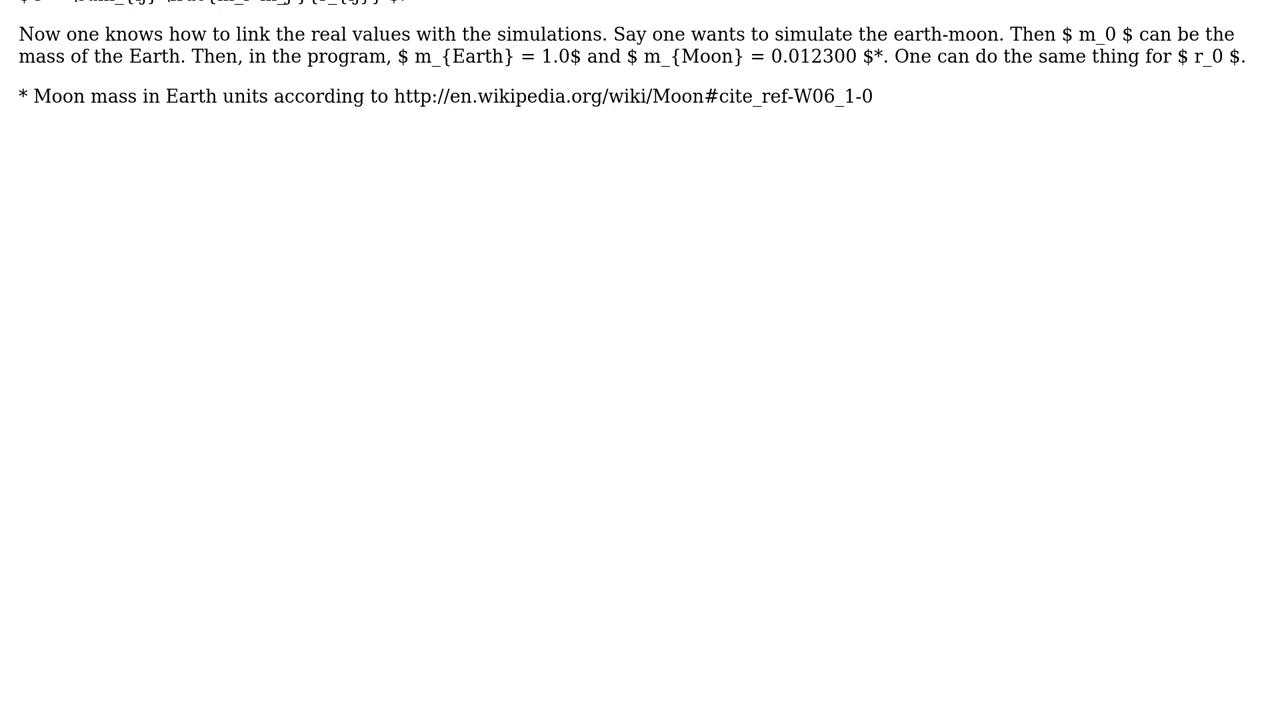 Now one knows how to link the real values with the simulations. Say one wants to simulate the earth-moon. Then $ m_0 $ can be the
mass of the Earth. Then, in the program, $ m_{Earth} = 1.0$ and $ m_{Moon} = 0.012300 $*. One can do the same thing for $ r_0 $.
* Moon mass in Earth units according to http://en.wikipedia.org/wiki/Moon#cite_ref-W06_1-0